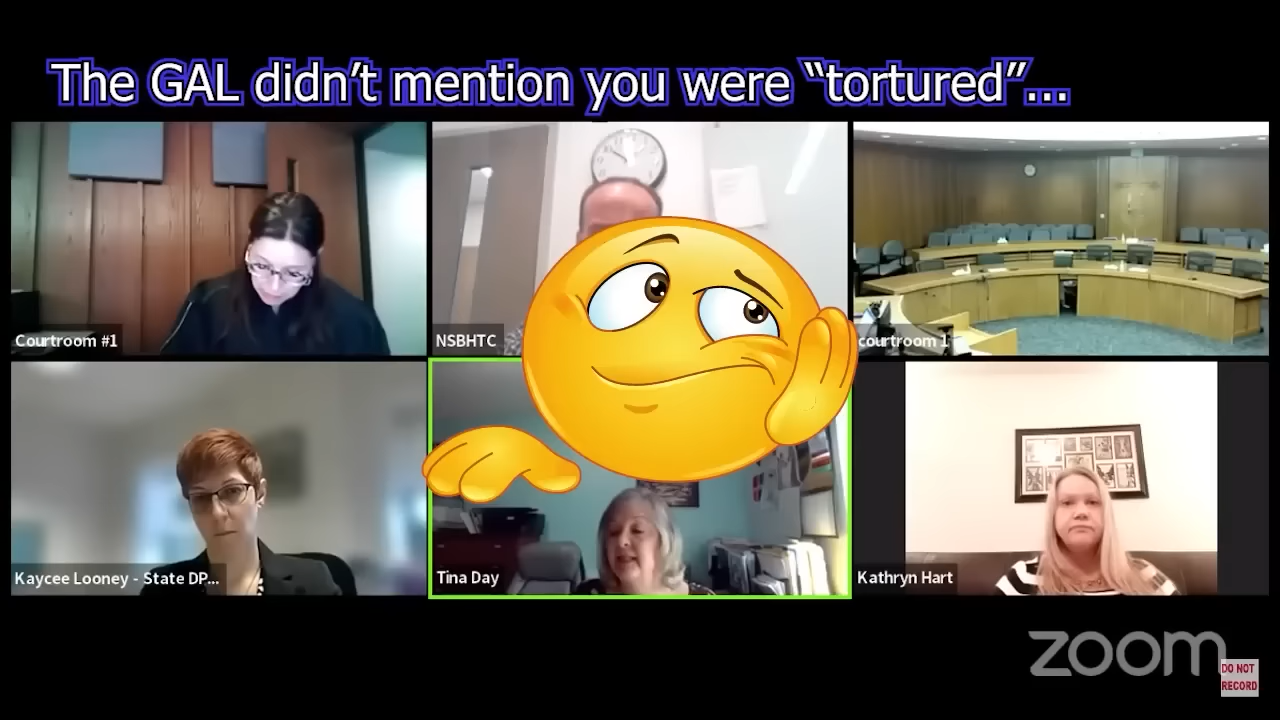 The GAL didn’t mention you were “tortured”...
Courtroom #1
NSBHTC
courtroom 1
Kaycee Looney - State DP...
Tina Day
Kathryn Hart
zoom
DO NOT
RECORD